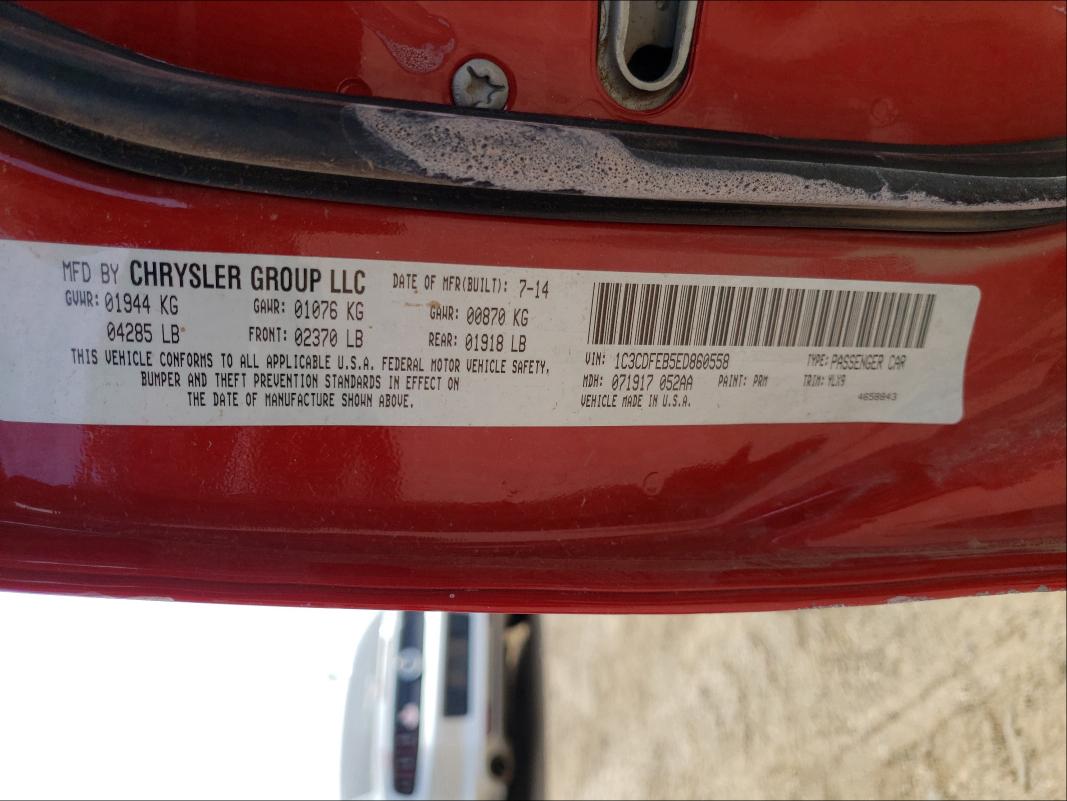 MFD BY CHRYSLER GROUP LLC DATE OF MFR(BUILT): 7-14
GVWR: 01944 KG GAWR: 01076 KG GAWR: 00870 KG
04285 LB FRONT: 02370 LB REAR: 01918 LB
THIS VEHICLE CONFORMS TO ALL APPLICABLE U.S.A. FEDERAL MOTOR VEHICLE SAFETY,
BUMPER AND THEFT PREVENTION STANDARDS IN EFFECT ON
THE DATE OF MANUFACTURE SHOWN ABOVE.
VIN: 1C3CDFEB5ED860558 TYPE: PASSENGER CAR
MDH: 071917 052AA PAINT: PRM TRIM: YLX9
VEHICLE MADE IN U.S.A. 4658843